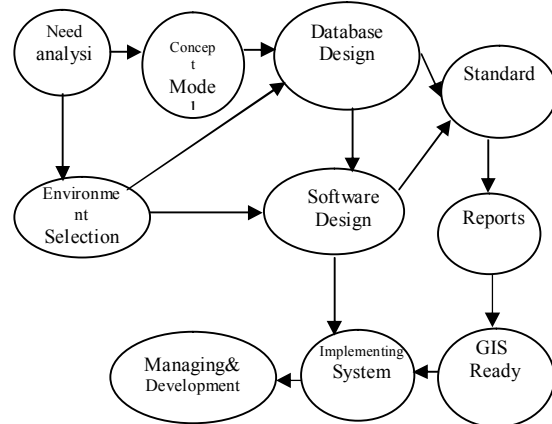 Need
analysi
Concep
t
Mode
l
Database
Design
Standard
Environme
nt
Selection
Software
Design
Reports
Managing&
Development
Implementing
System
GIS
Ready